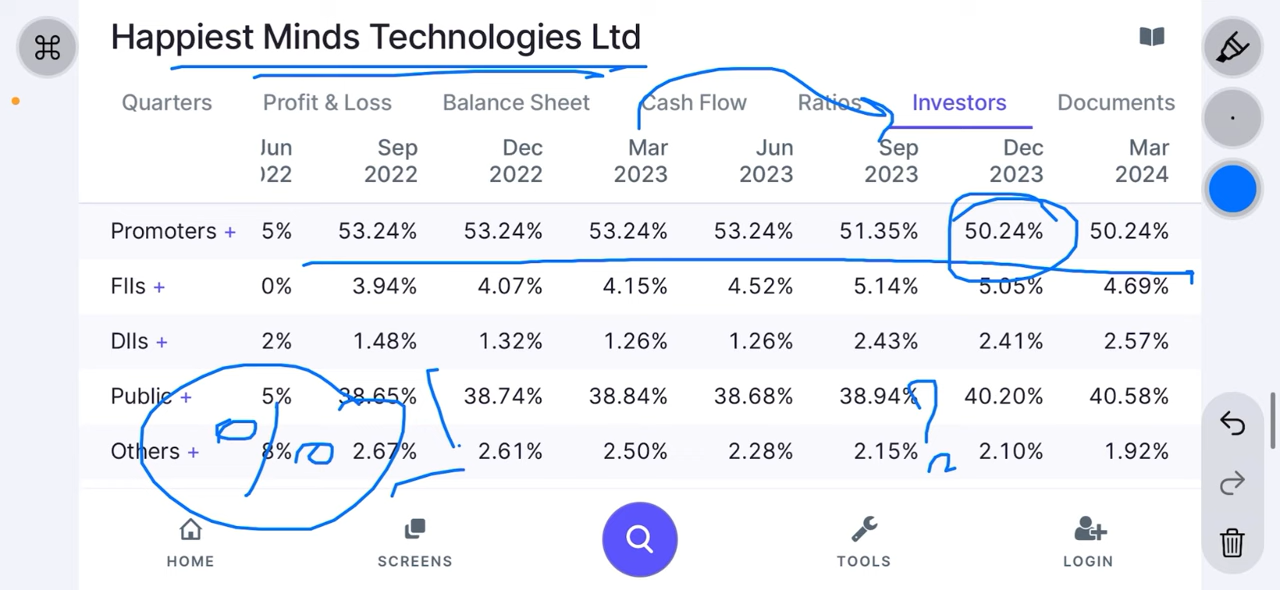 Happiest Minds Technologies Ltd
Quarters Profit & Loss Balance Sheet Cash Flow Ratios Investors Documents
Jun Sep Dec Mar Jun Sep Dec Mar
)22 2022 2022 2023 2023 2023 2023 2024
Promoters + 5% 53.24% 53.24% 53.24% 53.24% 51.35% 50.24% 50.24%
FIIs + 0% 3.94% 4.07% 4.15% 4.52% 5.14% 5.05% 4.69%
DIIs + 2% 1.48% 1.32% 1.26% 1.26% 2.43% 2.41% 2.57%
Public + 5% 38.65% 38.74% 38.84% 38.68% 38.94% 40.20% 40.58%
Others + 8% 2.67% 2.61% 2.50% 2.28% 2.15% 2.10% 1.92%
HOME SCREENS TOOLS LOGIN